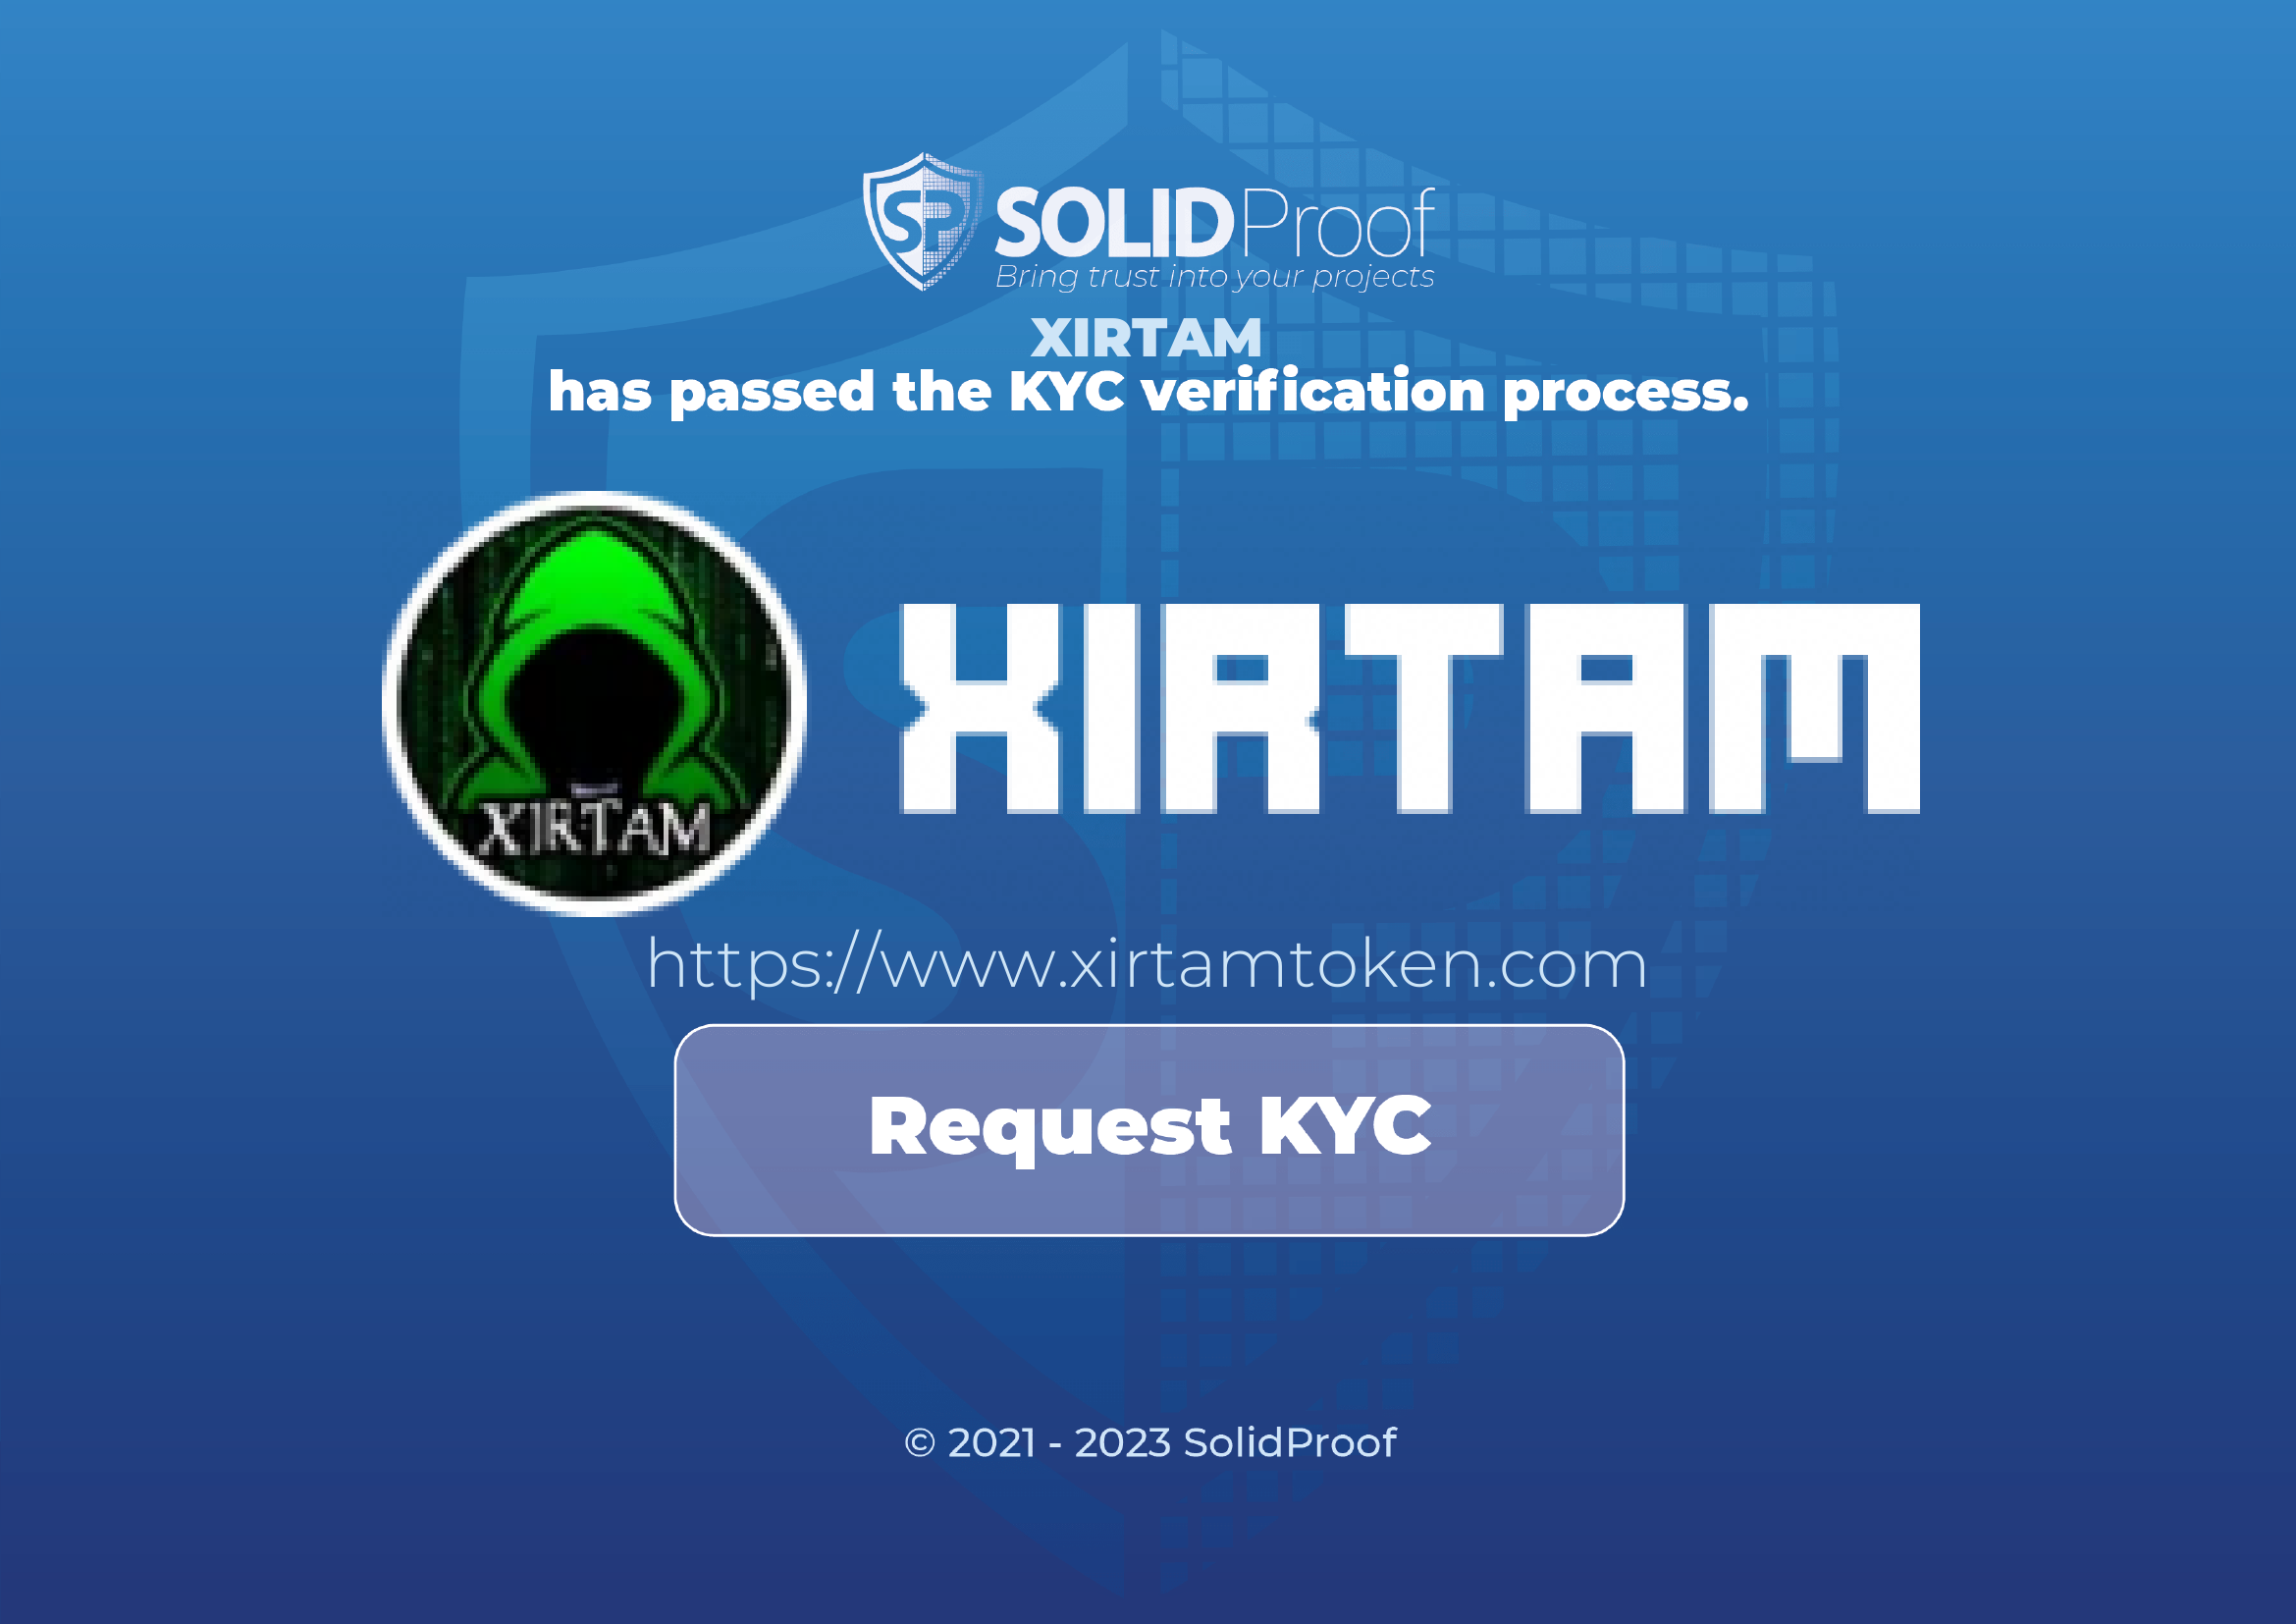 SP SOLIDProof
Bring trust into your projects
XIRTAM
has passed the KYC verification process.
XIRTAM
XIRTAM
https://www.xirtamtoken.com
Request KYC
© 2021 - 2023 SolidProof